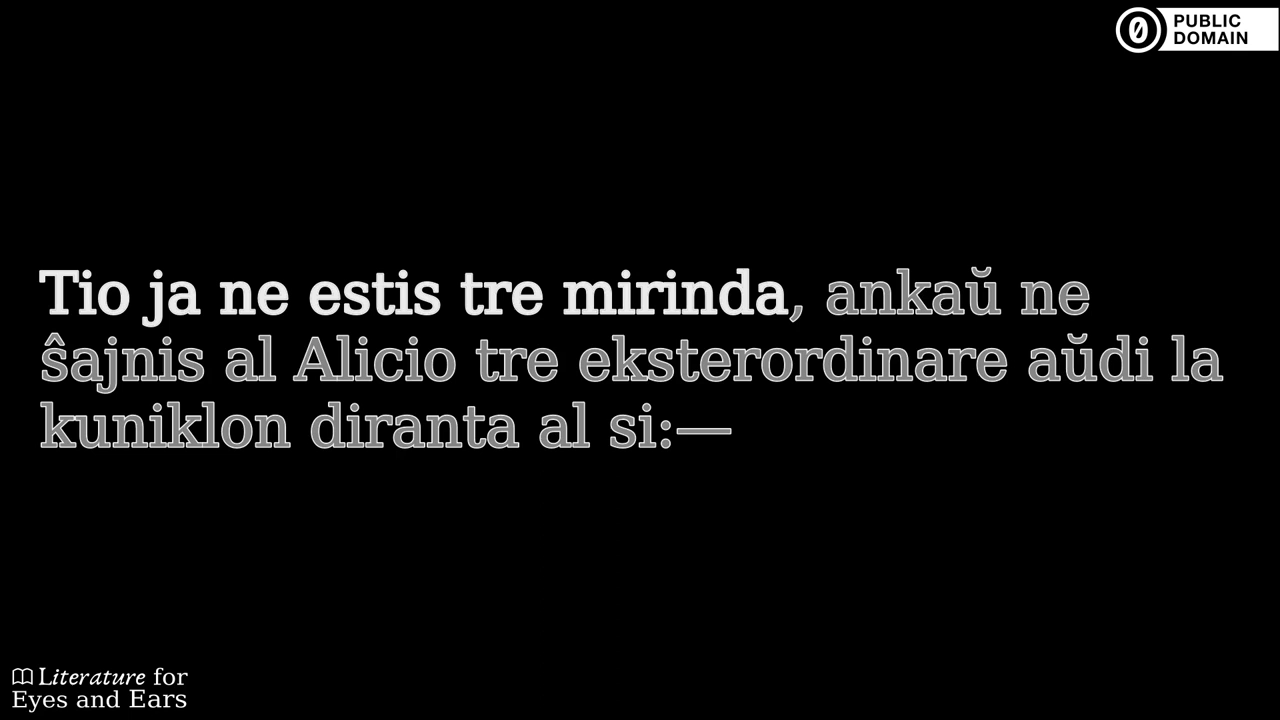 PUBLIC
DOMAIN
Tio ja ne estis tre mirinda, ankaŭ ne
ŝajnis al Alicio tre eksterordinare aŭdi la
kuniklon diranta al si:—
Literature for
Eyes and Ears